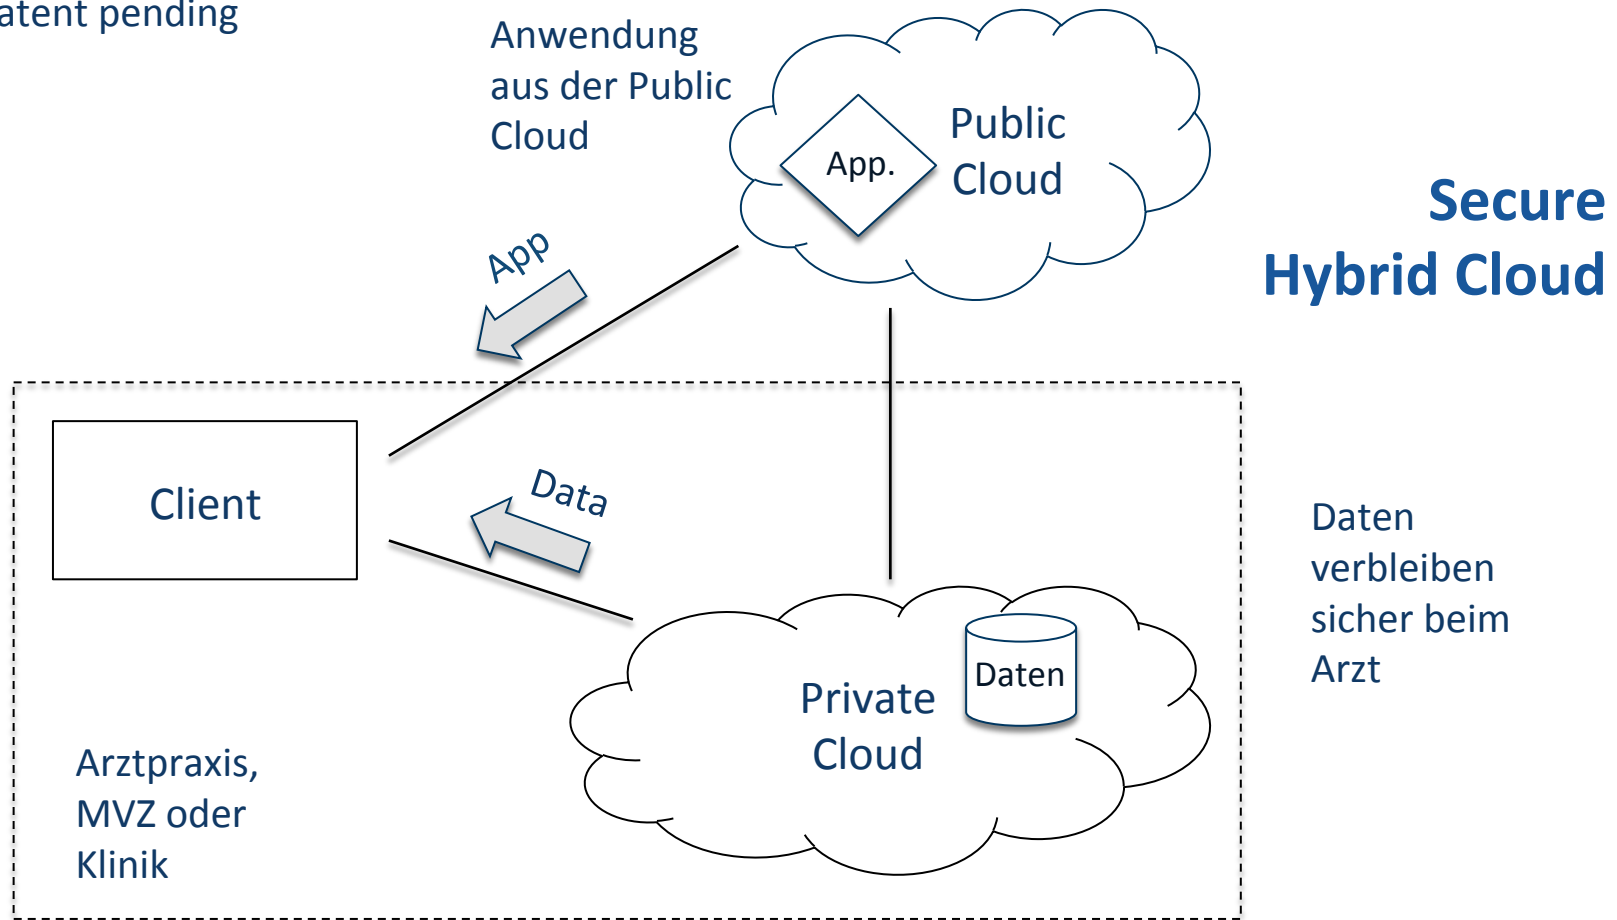 atent pending
Anwendung
aus der Public
Cloud
App.
Public
Cloud
Secure
Hybrid Cloud
App
Client
Data
Daten
verbleiben
sicher beim
Arzt
Daten
Private
Cloud
Arztpraxis,
MVZ oder
Klinik